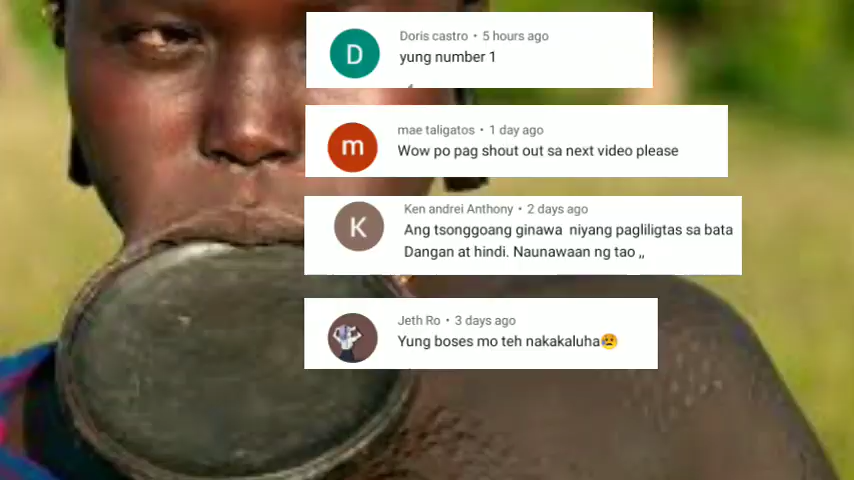 D
Doris castro • 5 hours ago
yung number 1
m
mae taligatos • 1 day ago
Wow po pag shout out sa next video please
K
Ken andrei Anthony • 2 days ago
Ang tsonggoang ginawa niyang pagliligtas sa bata
Dangan at hindi. Naunawaan ng tao ,,
Jeth Ro • 3 days ago
Yung boses mo teh nakakaluha😢